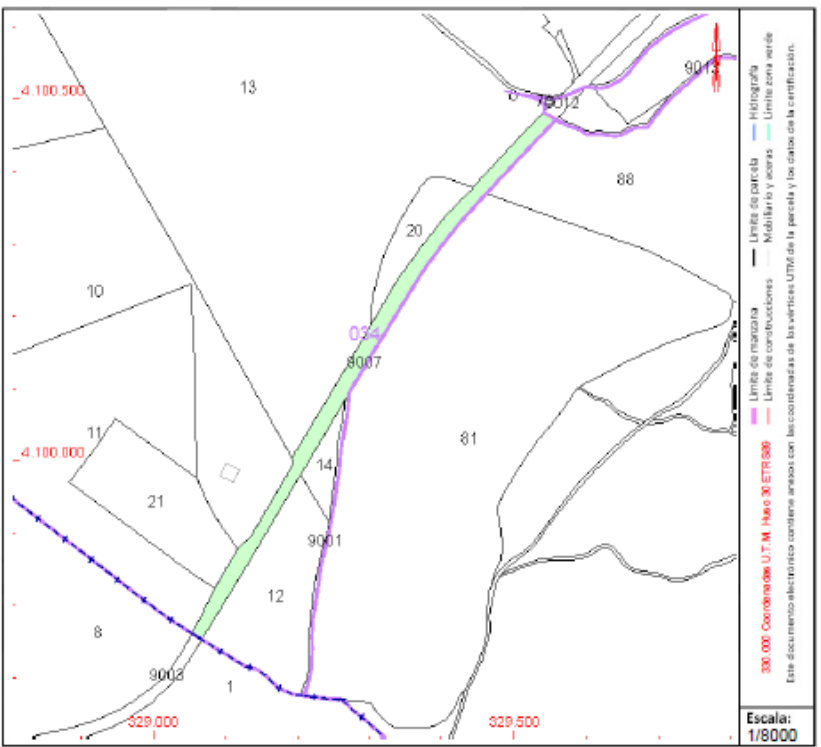 4.100.500
13
9012
88
20
10
034
9007
81
11
4.100.000
14
21
9001
12
8
9003
1
329.000
329.500
Límite de manzana
Límite de parcela
Hidrografía
Límite de construcciones
Mobiliario y aceras
Límite zona verde
330.000 Coordenadas U.T.M. Huso 30 ETRS89
Este documento electrónico contiene anexos con las coordenadas de los vértices UTM de la parcela y los datos de la certificación.
Escala:
1/8000